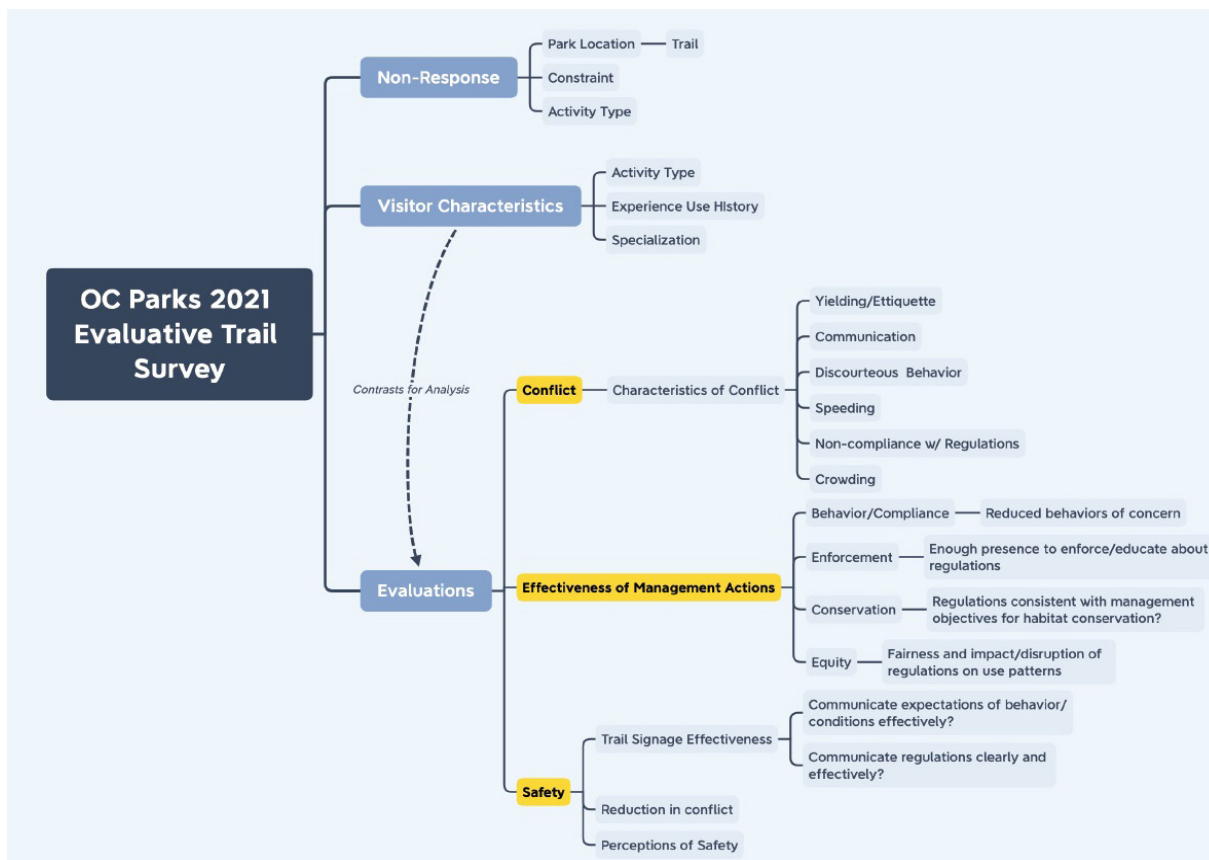 Park Location
Trail
Non-Response
Constraint
Activity Type
Activity Type
Visitor Characteristics
Experience Use HIstory
Specialization
OC Parks 2021
Evaluative Trail
Survey
Contrasts for Analysis
Yielding/Ettiquette
Communication
Discourteous Behavior
Conflict
Characteristics of Conflict
Speeding
Non-compliance w/ Regulations
Crowding
Behavior/Compliance
Reduced behaviors of concern
Enforcement
Enough presence to enforce/educate about
regulations
Evaluations
Effectiveness of Management Actions
Conservation
Regulations consistent with management
objectives for habitat conservation?
Equity
Fairness and impact/disruption of
regulations on use patterns
Trail Signage Effectiveness
Communicate expectations of behavior/
conditions effectively?
Communicate regulations clearly and
effectively?
Safety
Reduction in conflict
Perceptions of Safety